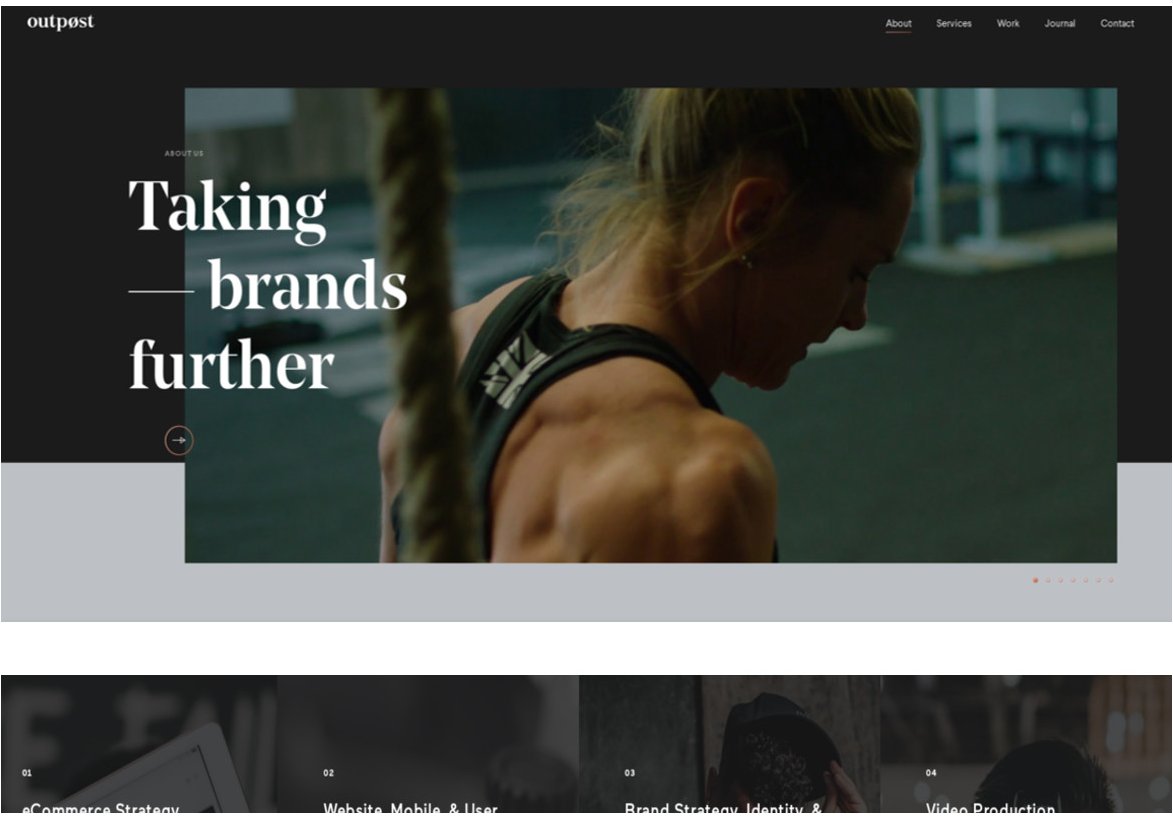 outpøst
About Services Work Journal Contact
ABOUT US
Taking
brands
further
01
eCommerce Strategy
02
Website, Mobile, & User
03
Brand Strategy, Identity, &
04
Video Production